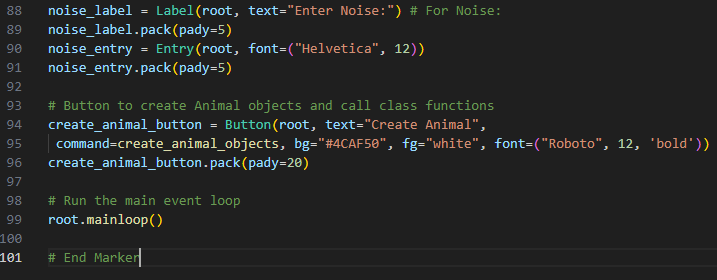 88 noise_label = Label(root, text="Enter Noise:") # For Noise:
89 noise_label.pack(pady=5)
90 noise_entry = Entry(root, font=("Helvetica", 12))
91 noise_entry.pack(pady=5)
92
93 # Button to create Animal objects and call class functions
94 create_animal_button = Button(root, text="Create Animal",
95  command=create_animal_objects, bg="#4CAF50", fg="white", font=("Roboto", 12, 'bold'))
96 create_animal_button.pack(pady=20)
97
98 # Run the main event loop
99 root.mainloop()
100
101 # End Marker